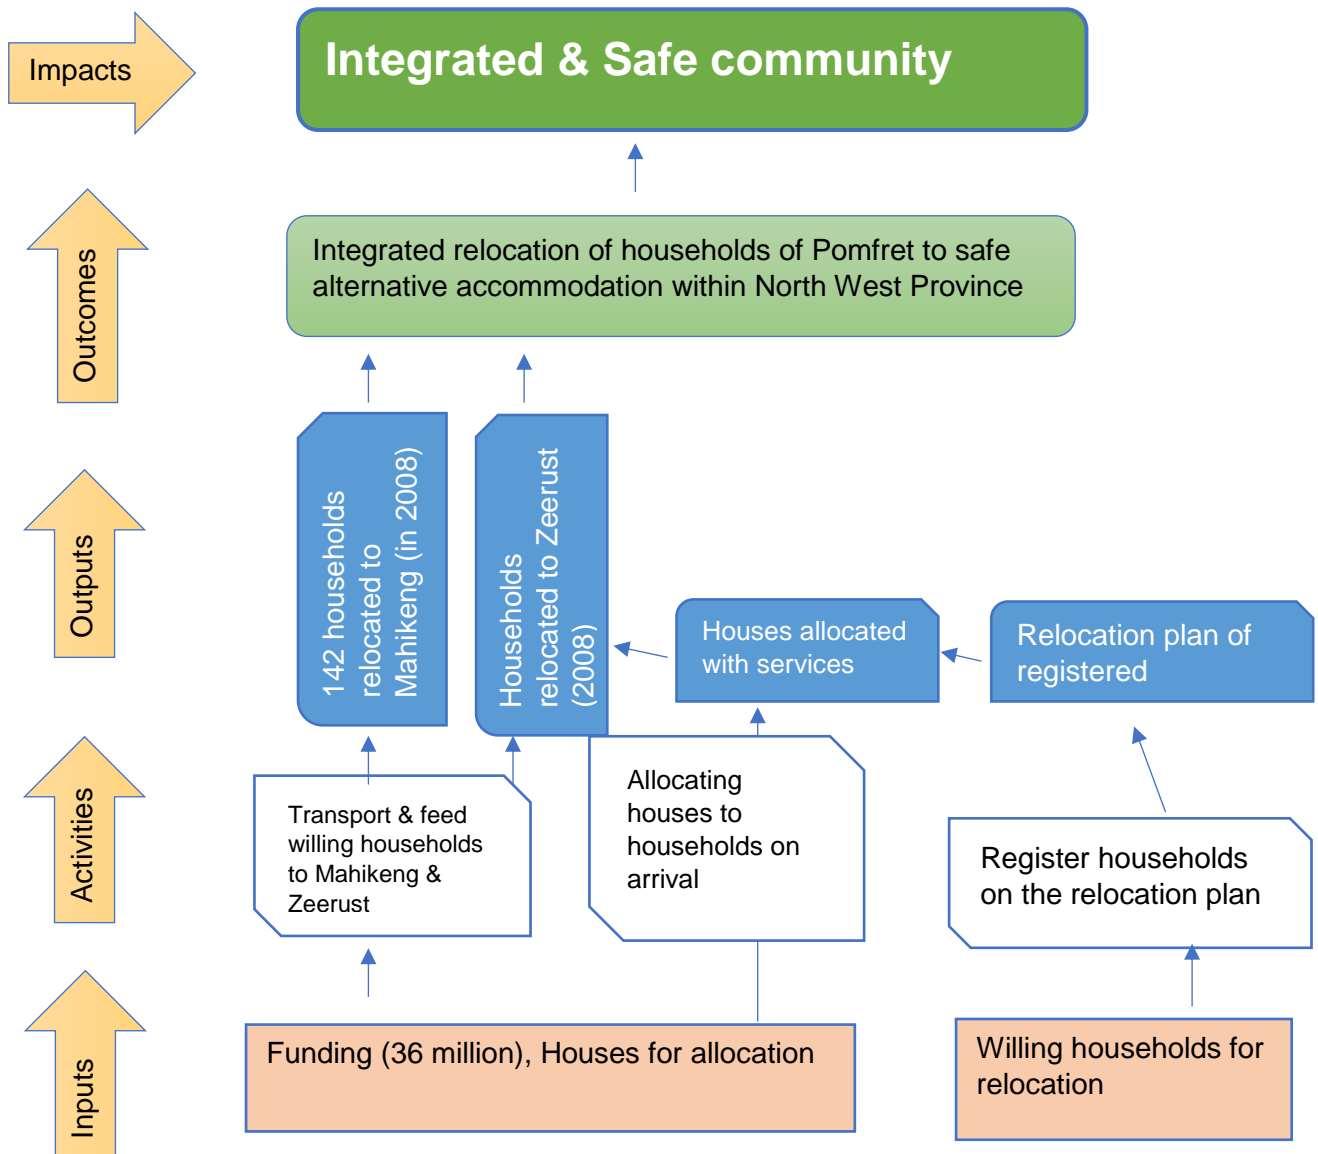 Impacts
Integrated & Safe community
Outcomes
Integrated relocation of households of Pomfret to safe
alternative accommodation within North West Province
Outputs
142 households
relocated to
Mahikeng (in 2008)
Households
relocated to Zeerust
(2008)
Houses allocated
with services
Relocation plan of
registered
Activities
Transport & feed
willing households
to Mahikeng &
Zeerust
Allocating
houses to
households on
arrival
Register households
on the relocation plan
Inputs
Funding (36 million), Houses for allocation
Willing households for
relocation